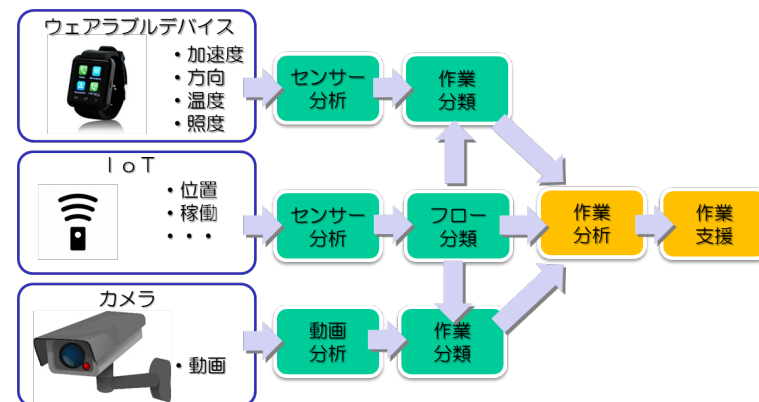 ウェアラブルデバイス
・加速度
・方向
・温度
・照度
センサー
分析
作業
分類
IoT
・位置
・稼働
・・・
センサー
分析
フロー
分類
作業
分析
作業
支援
カメラ
・動画
動画
分析
作業
分類